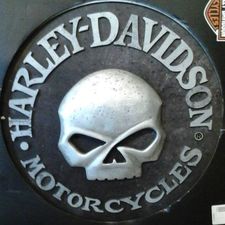 HARLEY-DAVIDSON
· MOTORCYCLES ·
®